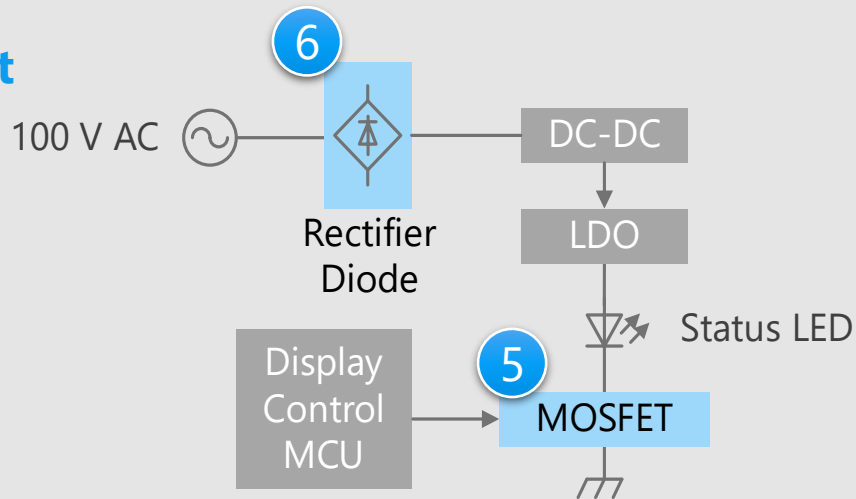 t
6
100 V AC
DC-DC
Rectifier
Diode
LDO
Status LED
Display
Control
MCU
5
MOSFET